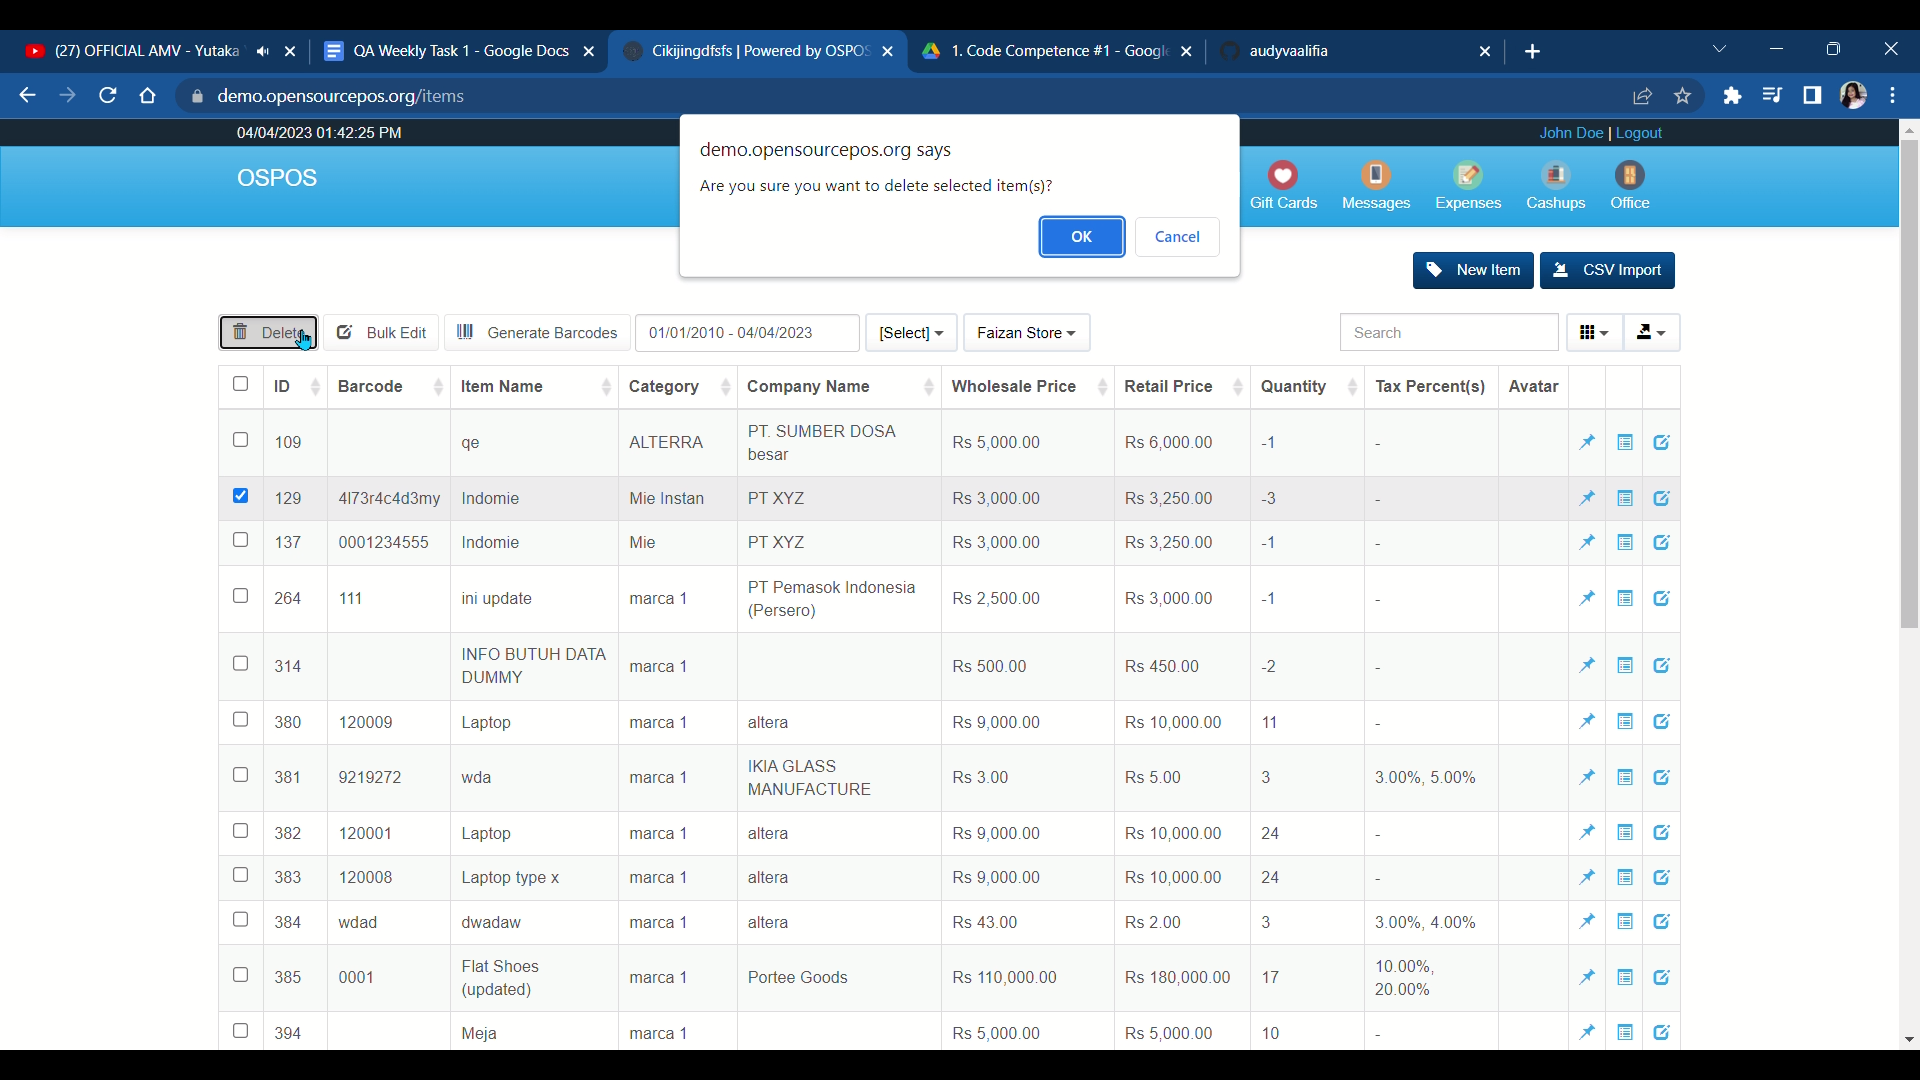 (27) OFFICIAL AMV - Yutaka
QA Weekly Task 1 - Google Docs
Cikijingdfsfs | Powered by OSPOS
1. Code Competence #1 - Google
audyvaalifia
demo.opensourcepos.org/items
04/04/2023 01:42:25 PM
John Doe | Logout
OSPOS
demo.opensourcepos.org says
Are you sure you want to delete selected item(s)?
OK Cancel
Gift Cards Messages Expenses Cashups Office
New Item CSV Import
Delete Bulk Edit Generate Barcodes 01/01/2010 - 04/04/2023 [Select] Faizan Store Search
ID Barcode Item Name Category Company Name Wholesale Price Retail Price Quantity Tax Percent(s) Avatar
109 qe ALTERRA PT. SUMBER DOSA besar Rs 5,000.00 Rs 6,000.00 -1 -
129 4l73r4c4d3my Indomie Mie Instan PT XYZ Rs 3,000.00 Rs 3,250.00 -3 -
137 0001234555 Indomie Mie PT XYZ Rs 3,000.00 Rs 3,250.00 -1 -
264 111 ini update marca 1 PT Pemasok Indonesia (Persero) Rs 2,500.00 Rs 3,000.00 -1 -
314 INFO BUTUH DATA DUMMY marca 1 Rs 500.00 Rs 450.00 -2 -
380 120009 Laptop marca 1 altera Rs 9,000.00 Rs 10,000.00 11 -
381 9219272 wda marca 1 IKIA GLASS MANUFACTURE Rs 3.00 Rs 5.00 3 3.00%, 5.00%
382 120001 Laptop marca 1 altera Rs 9,000.00 Rs 10,000.00 24 -
383 120008 Laptop type x marca 1 altera Rs 9,000.00 Rs 10,000.00 24 -
384 wdad dwadaw marca 1 altera Rs 43.00 Rs 2.00 3 3.00%, 4.00%
385 0001 Flat Shoes (updated) marca 1 Portee Goods Rs 110,000.00 Rs 180,000.00 17 10.00%, 20.00%
394 Meja marca 1 Rs 5,000.00 Rs 5,000.00 10 -